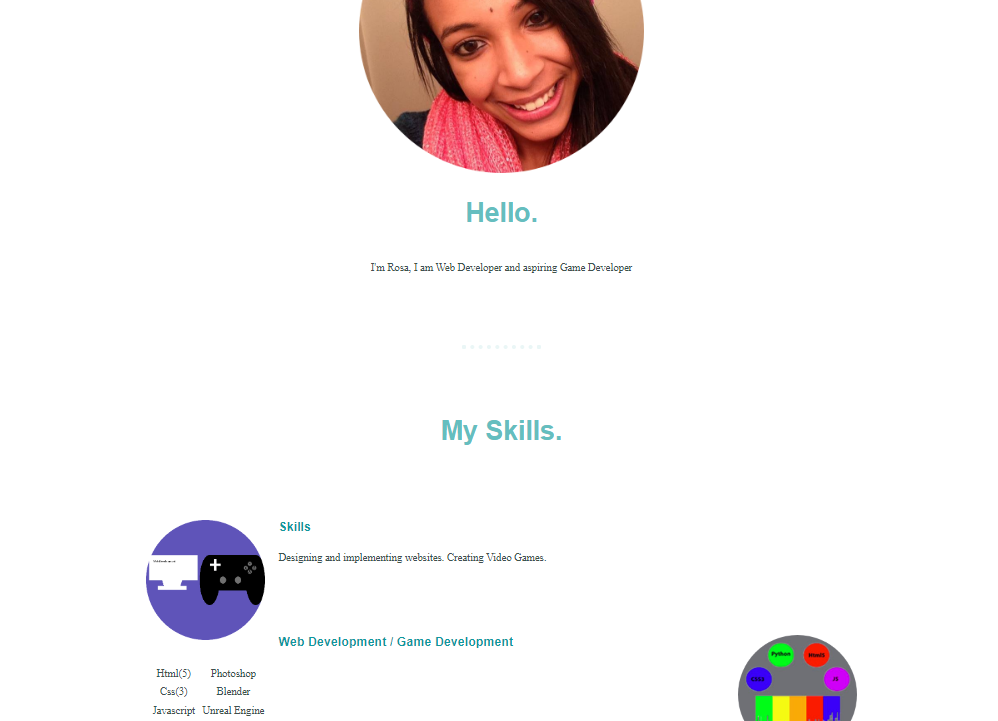 Hello.
I'm Rosa, I am Web Developer and aspiring Game Developer
My Skills.
Skills
Designing and implementing websites. Creating Video Games.
Web Development / Game Development
Html(5) Photoshop
Css(3) Blender
Javascript Unreal Engine
Python Html5
CSS3 JS